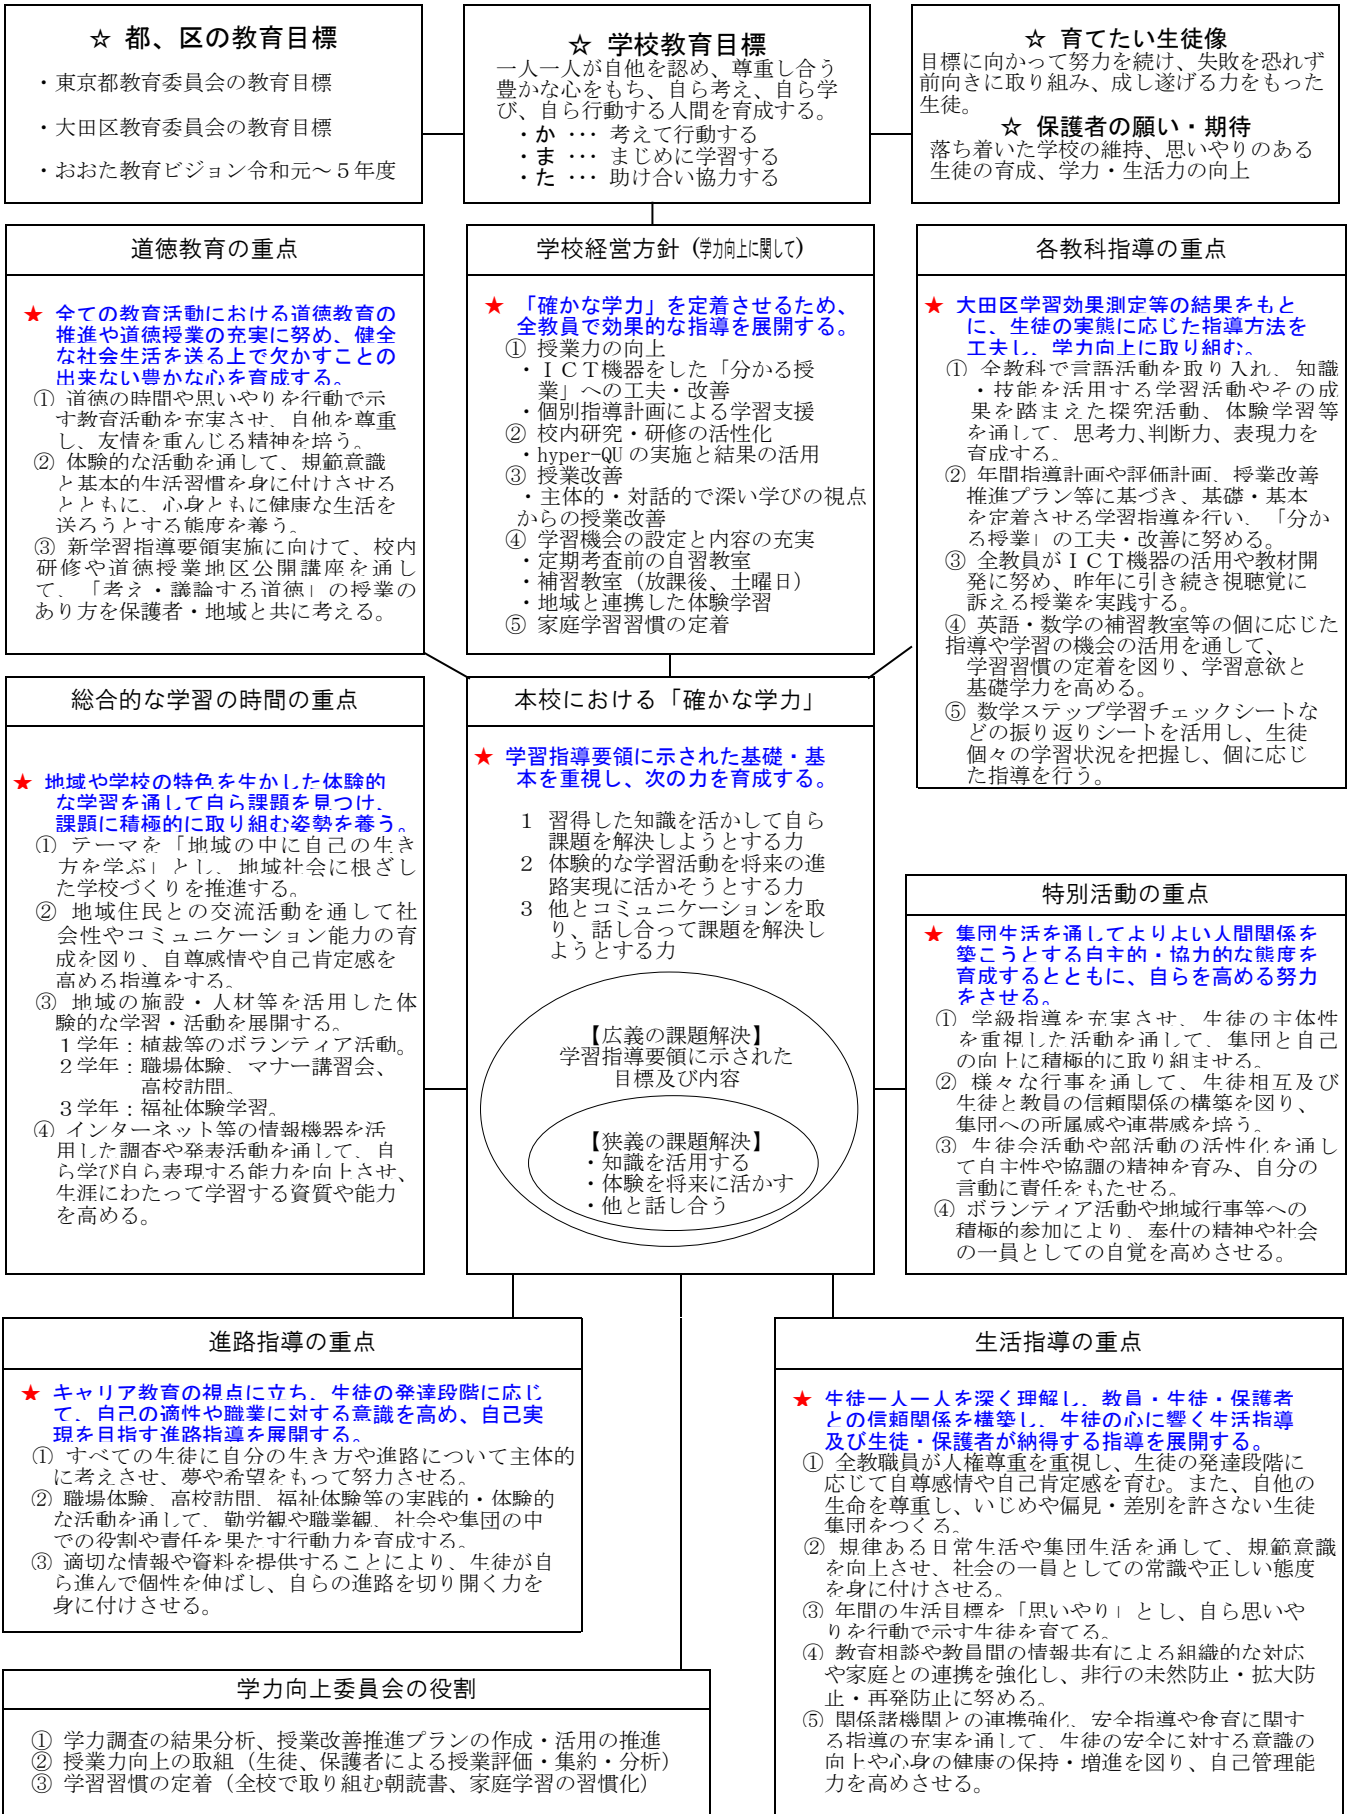 ☆ 都、区の教育目標
・東京都教育委員会の教育目標
・大田区教育委員会の教育目標
・おおた教育ビジョン令和元～５年度
☆ 学校教育目標
一人一人が自他を認め、尊重し合う
豊かな心をもち、自ら考え、自ら学
び、自ら行動する人間を育成する。
・か ・・・ 考えて行動する
・ま ・・・ まじめに学習する
・た ・・・ 助け合い協力する
☆ 育てたい生徒像
目標に向かって努力を続け、失敗を恐れず
前向きに取り組み、成し遂げる力をもった
生徒。
☆ 保護者の願い・期待
落ち着いた学校の維持、思いやりのある
生徒の育成、学力・生活力の向上
道徳教育の重点
★ 全ての教育活動における道徳教育の
推進や道徳授業の充実に努め、健全
な社会生活を送る上で欠かすことの
出来ない豊かな心を育成する。
① 道徳の時間や思いやりを行動で示
す教育活動を充実させ、自他を尊重
し、友情を重んじる精神を培う。
② 体験的な活動を通して、規範意識
と基本的生活習慣を身に付けさせる
とともに、心身ともに健康な生活を
送ろうとする態度を養う。
③ 新学習指導要領実施に向けて、校内
研修や道徳授業地区公開講座を通し
て、「考え・議論する道徳」の授業の
あり方を保護者・地域と共に考える。
学校経営方針（学力向上に関して）
★ 「確かな学力」を定着させるため、
全教員で効果的な指導を展開する。
① 授業力の向上
・ＩＣＴ機器をした「分かる授
業」への工夫・改善
・個別指導計画による学習支援
② 校内研究・研修の活性化
・hyper-QUの実施と結果の活用
③ 授業改善
・主体的・対話的で深い学びの視点
からの授業改善
④ 学習機会の設定と内容の充実
・定期考査前の自習教室
・補習教室（放課後、土曜日）
・地域と連携した体験学習
⑤ 家庭学習習慣の定着
各教科指導の重点
★ 大田区学習効果測定等の結果をもと
に、生徒の実態に応じた指導方法を
工夫し、学力向上に取り組む。
① 全教科で言語活動を取り入れ、知識
・技能を活用する学習活動やその成
果を踏まえた探究活動、体験学習等
を通して、思考力、判断力、表現力を
育成する。
② 年間指導計画や評価計画、授業改善
推進プラン等に基づき、基礎・基本
を定着させる学習指導を行い、「分か
る授業」の工夫・改善に努める。
③ 全教員がＩＣＴ機器の活用や教材開
発に努め、昨年に引き続き視聴覚に
訴える授業を実践する。
④ 英語・数学の補習教室等の個に応じた
指導や学習の機会の活用を通して、
学習習慣の定着を図り、学習意欲と
基礎学力を高める。
⑤ 数学ステップ学習チェックシートな
どの振り返りシートを活用し、生徒
個々の学習状況を把握し、個に応じ
た指導を行う。
総合的な学習の時間の重点
★ 地域や学校の特色を生かした体験的
な学習を通して自ら課題を見つけ、
課題に積極的に取り組む姿勢を養う。
① テーマを「地域の中に自己の生き
方を学ぶ」とし、地域社会に根ざし
た学校づくりを推進する。
② 地域住民との交流活動を通して社
会性やコミュニケーション能力の育
成を図り、自尊感情や自己肯定感を
高める指導をする。
③ 地域の施設・人材等を活用した体
験的な学習・活動を展開する。
１学年：植栽等のボランティア活動。
２学年：職場体験、マナー講習会、
高校訪問。
３学年：福祉体験学習。
④ インターネット等の情報機器を活
用した調査や発表活動を通して、自
ら学び自ら表現する能力を向上させ、
生涯にわたって学習する資質や能力
を高める。
本校における「確かな学力」
★ 学習指導要領に示された基礎・基
本を重視し、次の力を育成する。
１ 習得した知識を活かして自ら
課題を解決しようとする力
２ 体験的な学習活動を将来の進
路実現に活かそうとする力
３ 他とコミュニケーションを取
り、話し合って課題を解決し
ようとする力
【広義の課題解決】
学習指導要領に示された
目標及び内容
【狭義の課題解決】
・知識を活用する
・体験を将来に活かす
・他と話し合う
特別活動の重点
★ 集団生活を通してよりよい人間関係を
築こうとする自主的・協力的な態度を
育成するとともに、自らを高める努力
をさせる。
① 学級指導を充実させ、生徒の主体性
を重視した活動を通して、集団と自己
の向上に積極的に取り組ませる。
② 様々な行事を通して、生徒相互及び
生徒と教員の信頼関係の構築を図り、
集団への所属感や連帯感を培う。
③ 生徒会活動や部活動の活性化を通し
て自主性や協調の精神を育み、自分の
言動に責任をもたせる。
④ ボランティア活動や地域行事等への
積極的参加により、奉仕の精神や社会
の一員としての自覚を高めさせる。
進路指導の重点
★ キャリア教育の視点に立ち、生徒の発達段階に応じ
て、自己の適性や職業に対する意識を高め、自己実
現を目指す進路指導を展開する。
① すべての生徒に自分の生き方や進路について主体的
に考えさせ、夢や希望をもって努力させる。
② 職場体験、高校訪問、福祉体験等の実践的・体験的
な活動を通して、勤労観や職業観、社会や集団の中
での役割や責任を果たす行動力を育成する。
③ 適切な情報や資料を提供することにより、生徒が自
ら進んで個性を伸ばし、自らの進路を切り開く力を
身に付けさせる。
生活指導の重点
★ 生徒一人一人を深く理解し、教員・生徒・保護者
との信頼関係を構築し、生徒の心に響く生活指導
及び生徒・保護者が納得する指導を展開する。
① 全教職員が人権尊重を重視し、生徒の発達段階に
応じて自尊感情や自己肯定感を育む。また、自他の
生命を尊重し、いじめや偏見・差別を許さない生徒
集団をつくる。
② 規律ある日常生活や集団生活を通して、規範意識
を向上させ、社会の一員としての常識や正しい態度
を身に付けさせる。
③ 年間の生活目標を「思いやり」とし、自ら思いや
りを行動で示す生徒を育てる。
④ 教育相談や教員間の情報共有による組織的な対応
や家庭との連携を強化し、非行の未然防止・拡大防
止・再発防止に努める。
⑤ 関係諸機関との連携強化、安全指導や食育に関す
る指導の充実を通して、生徒の安全に対する意識の
向上や心身の健康の保持・増進を図り、自己管理能
力を高めさせる。
学力向上委員会の役割
① 学力調査の結果分析、授業改善推進プランの作成・活用の推進
② 授業力向上の取組（生徒、保護者による授業評価・集約・分析）
③ 学習習慣の定着（全校で取り組む朝読書、家庭学習の習慣化）